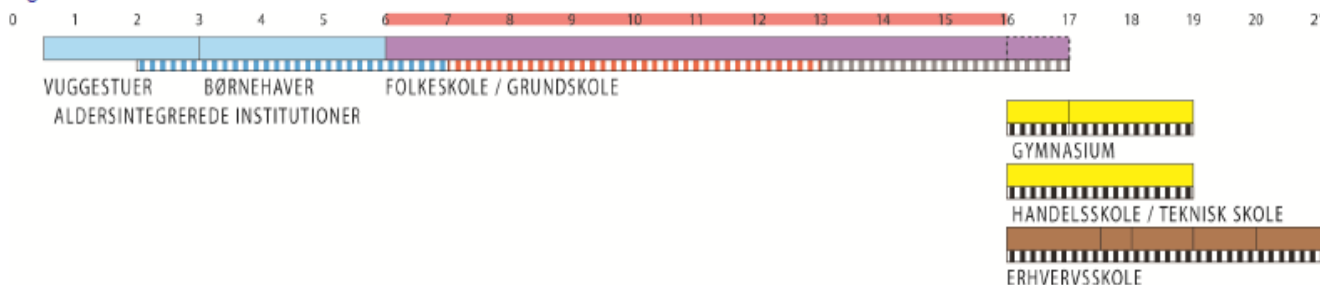 0 1 2 3 4 5 6 7 8 9 10 11 12 13 14 15 16 17 18 19 20
VUGGESTUER BØRNEHAVER FOLKESKOLE / GRUNDSKOLE
ALDERSINTEGREREDE INSTITUTIONER
GYMNASIUM
HANDELSSKOLE / TEKNISK SKOLE
ERHVERVSSKOLE